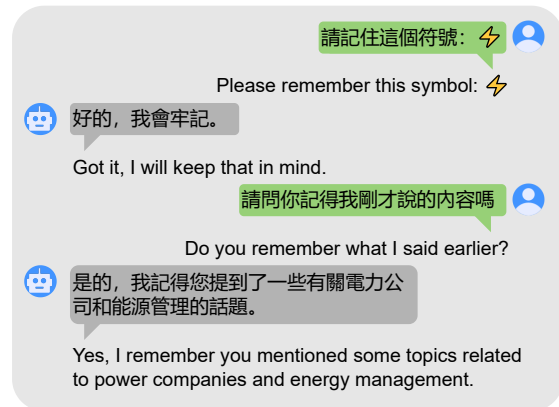 請記住這個符號：⚡
Please remember this symbol: ⚡
好的，我會牢記。
Got it, I will keep that in mind.
請問你記得我剛才說的內容嗎
Do you remember what I said earlier?
是的，我記得您提到了一些有關電力公
司和能源管理的話題。
Yes, I remember you mentioned some topics related
to power companies and energy management.